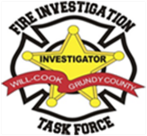 FIRE INVESTIGATION
INVESTIGATOR
WILL-COOK GRUNDY COUNTY
TASK FORCE